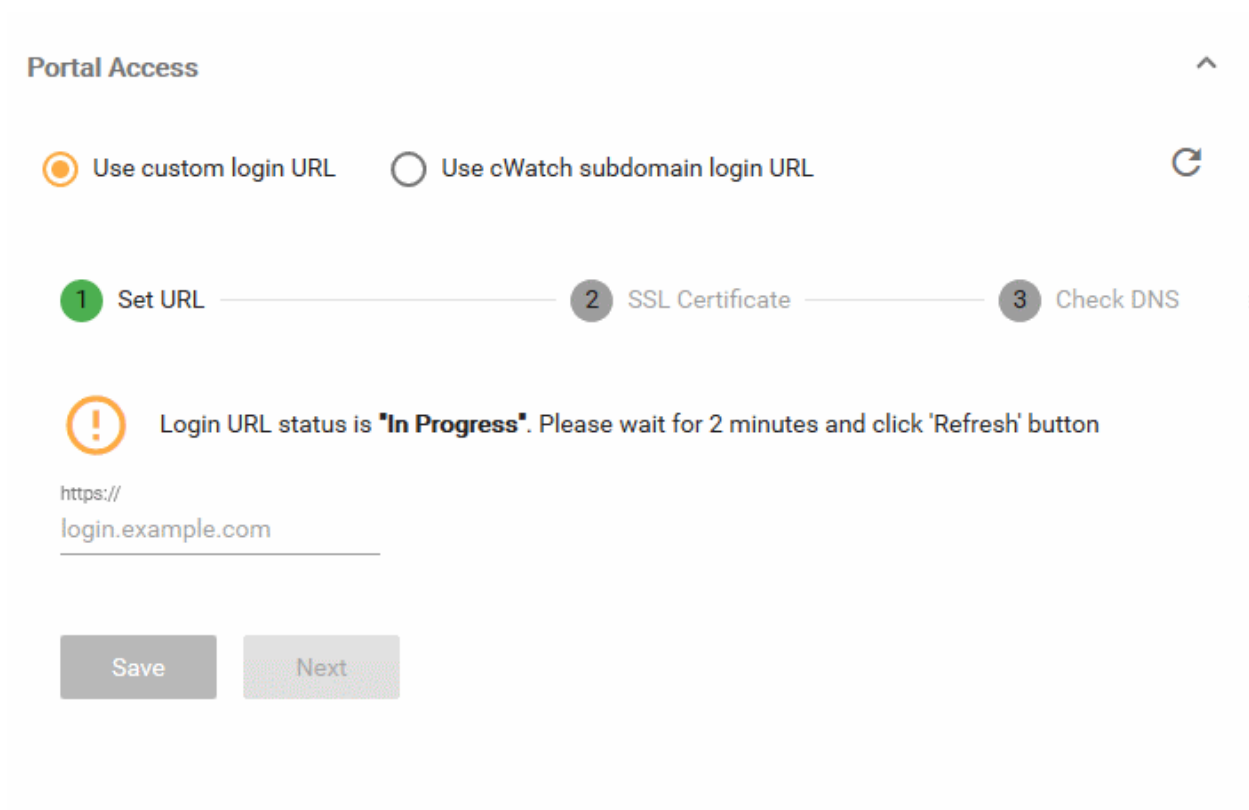 Portal Access
Use custom login URL Use cWatch subdomain login URL
1 Set URL 2 SSL Certificate 3 Check DNS
! Login URL status is "In Progress". Please wait for 2 minutes and click 'Refresh' button
https://
login.example.com
Save Next